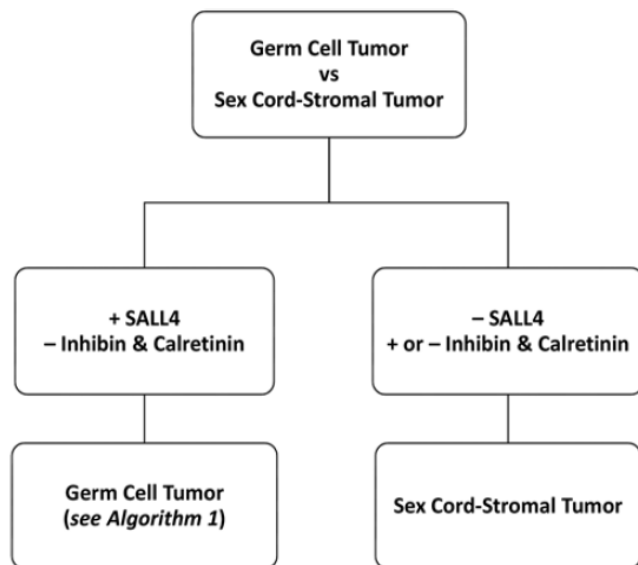 Germ Cell Tumor
vs
Sex Cord-Stromal Tumor
+ SALL4
– Inhibin & Calretinin
– SALL4
+ or – Inhibin & Calretinin
Germ Cell Tumor
(see Algorithm 1)
Sex Cord-Stromal Tumor